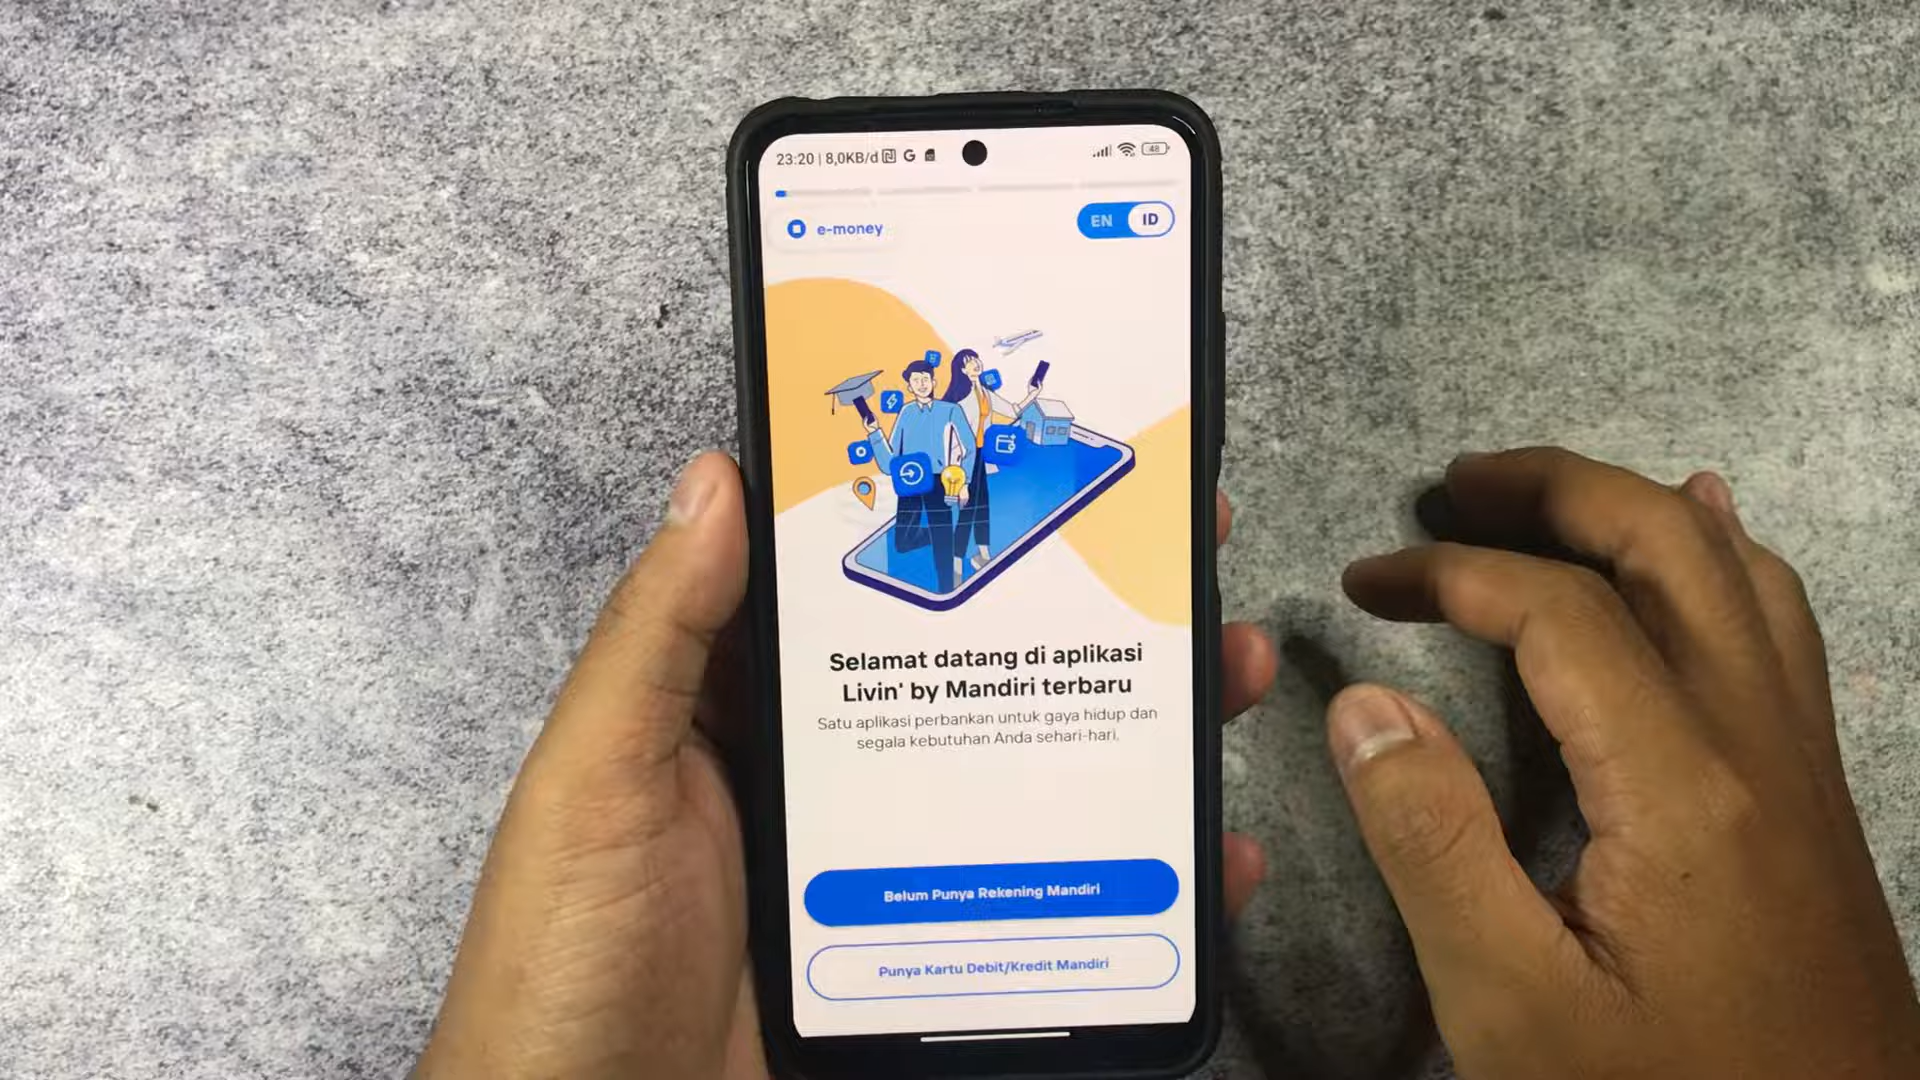 23:20 | 8,0KB/d
48
e-money
EN ID
Selamat datang di aplikasi
Livin' by Mandiri terbaru
Satu aplikasi perbankan untuk gaya hidup dan
segala kebutuhan Anda sehari-hari.
Belum Punya Rekening Mandiri
Punya Kartu Debit/Kredit Mandiri